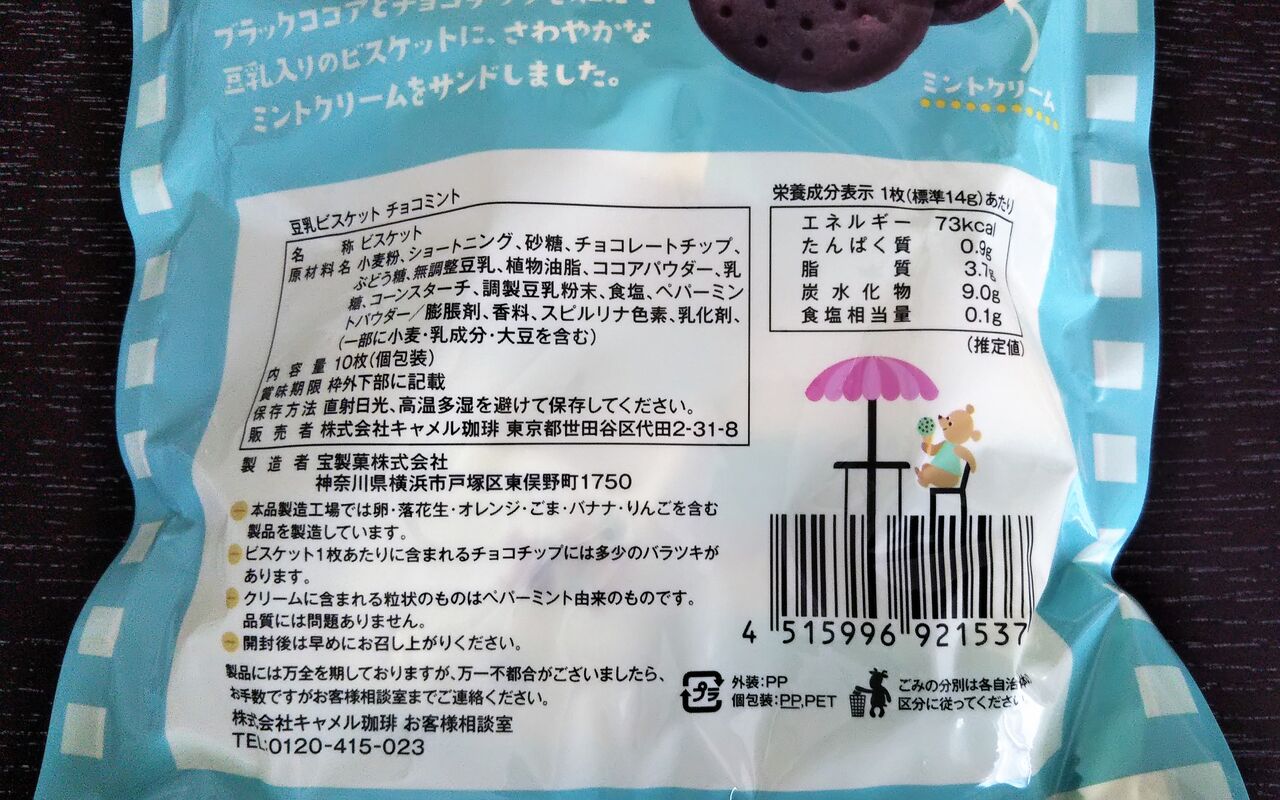 ブラックココアとチョコチップを
豆乳入りのビスケットに、さわやかな
ミントクリームをサンドしました。
ミントクリーム
豆乳ビスケット チョコミント
名称 ビスケット
原材料名 小麦粉、ショートニング、砂糖、チョコレートチップ、
ぶどう糖、無調整豆乳、植物油脂、ココアパウダー、乳
糖、コーンスターチ、調製豆乳粉末、食塩、ペパーミン
トパウダー／膨脹剤、香料、スピルリナ色素、乳化剤、
(一部に小麦・乳成分・大豆を含む)
内容量 10枚(個包装)
賞味期限 枠外下部に記載
保存方法 直射日光、高温多湿を避けて保存してください。
販売者 株式会社キャメル珈琲 東京都世田谷区代田2-31-8
製造者 宝製菓株式会社
神奈川県横浜市戸塚区東俣野町1750
本品製造工場では卵・落花生・オレンジ・ごま・バナナ・りんごを含む
製品を製造しています。
ビスケット1枚あたりに含まれるチョコチップには多少のバラツキが
あります。
クリームに含まれる粒状のものはペパーミント由来のものです。
品質には問題ありません。
開封後は早めにお召し上がりください。
製品には万全を期しておりますが、万一不都合がございましたら、
お手数ですがお客様相談室までご連絡ください。
株式会社キャメル珈琲 お客様相談室
TEL:0120-415-023
栄養成分表示 1枚(標準14g)あたり
エネルギー 73kcal
たんぱく質 0.9g
脂質 3.7g
炭水化物 9.0g
食塩相当量 0.1g
(推定値)
4 515996 921537
プラ
外装:PP
個包装:PP,PET
ごみの分別は各自治体の
区分に従ってください